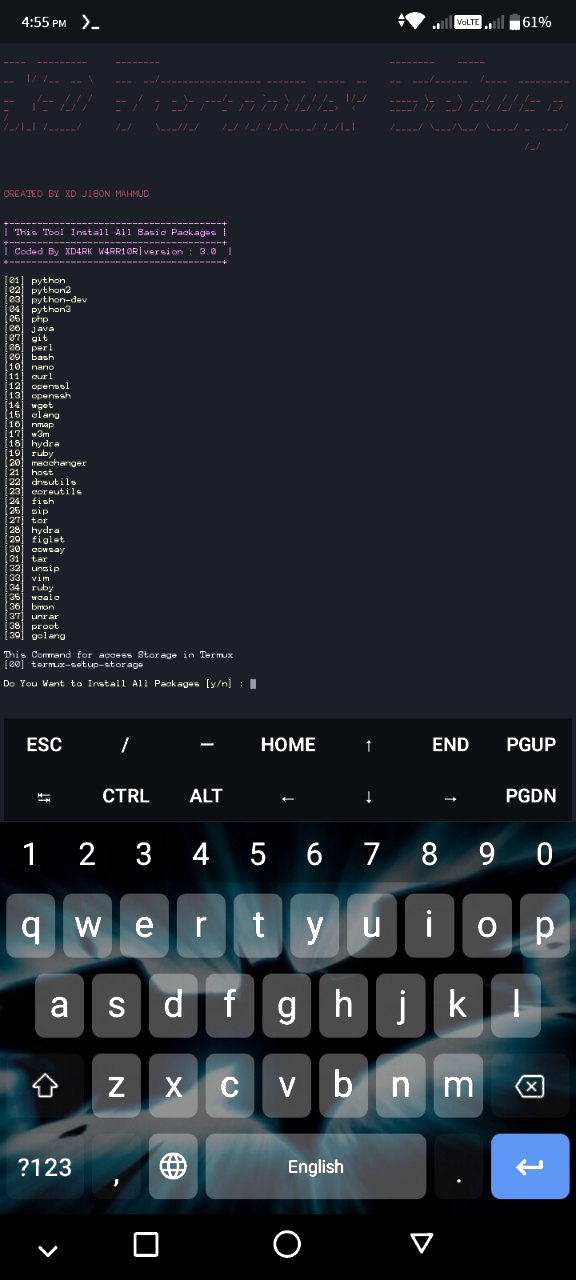 4:55 PM >_ VoLTE 61%
CREATED BY XD JIBON MAHMUD
+--------------------------------------+
| This Tool Install All Basic Packages |
+--------------------------------------+
| Coded By XD4RK W4RR10R|version : 3.0 |
+--------------------------------------+
[01] python
[02] python2
[03] python-dev
[04] python3
[05] php
[06] java
[07] git
[08] perl
[09] bash
[10] nano
[11] curl
[12] openssl
[13] openssh
[14] wget
[15] clang
[16] nmap
[17] w3m
[18] hydra
[19] ruby
[20] macchanger
[21] host
[22] dnsutils
[23] coreutils
[24] fish
[25] zip
[27] tor
[28] hydra
[29] figlet
[30] cowsay
[31] tar
[32] unzip
[33] vim
[34] ruby
[35] wcalc
[36] bmon
[37] unrar
[38] proot
[39] golang
This Command for access Storage in Termux
[00] termux-setup-storage
Do You Want to Install All Packages [y/n] :
ESC / — HOME ↑ END PGUP
⇆ CTRL ALT ← ↓ → PGDN
1 2 3 4 5 6 7 8 9 0
q w e r t y u i o p
a s d f g h j k l
z x c v b n m
?123 , English .